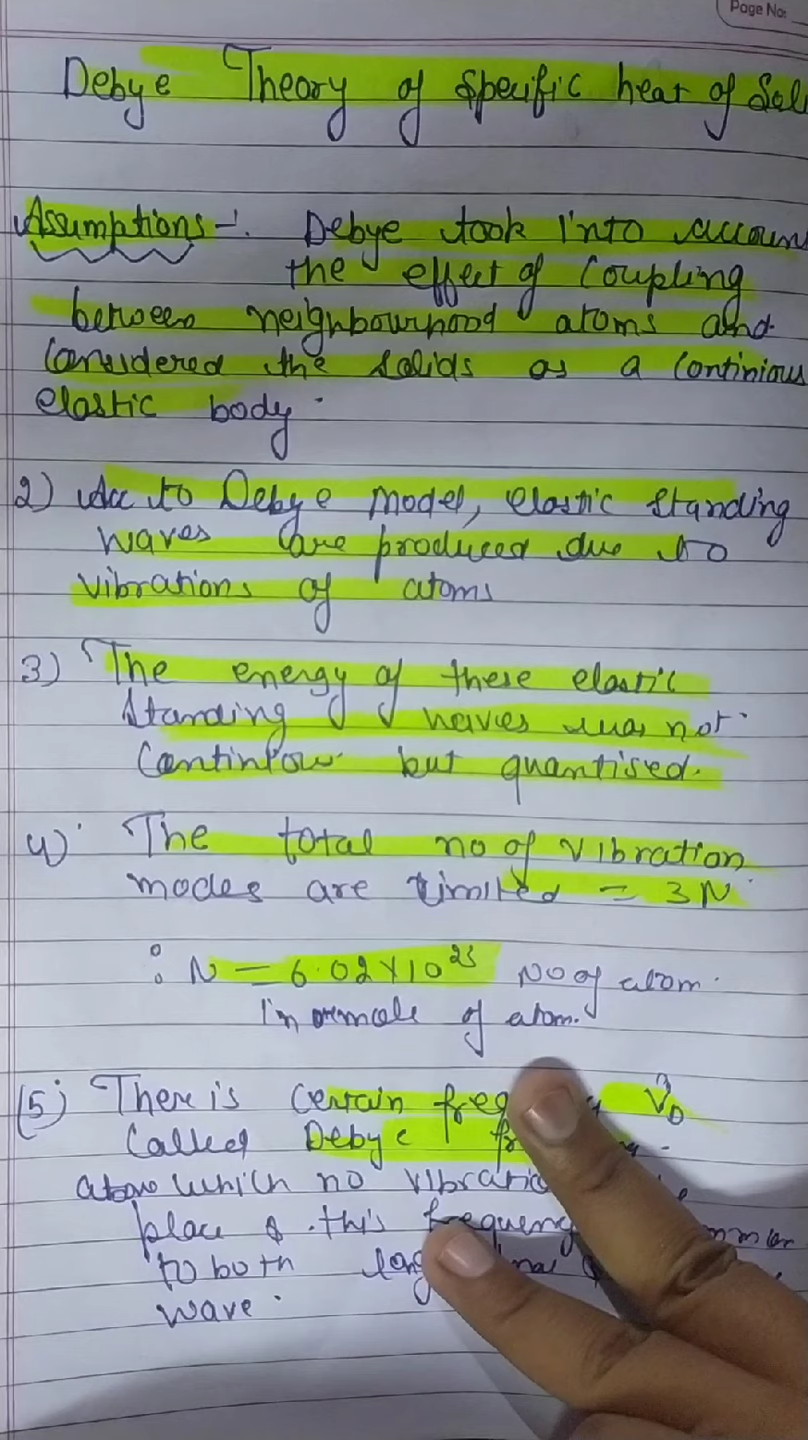 Page No:
Debye Theory of Specific heat of Sol
Assumptions -: Debye took into accoun
the effect of Coupling
between neighbourhood atoms and
Considered the Solids as a Continious
elastic body.
2) Acc to Debye model, elastic standing
waves are produced due to
vibrations of atoms
3) The energy of these elastic
standing waves was not
but quantised.
4) The total no of vibration
modes are limited = 3N
N = 6.02×10²³ No of atom.
In mole of atom.
(5) There is Certain freq
Called Debye fr
above which no vibratio
place & this frequency
to both long
wave.